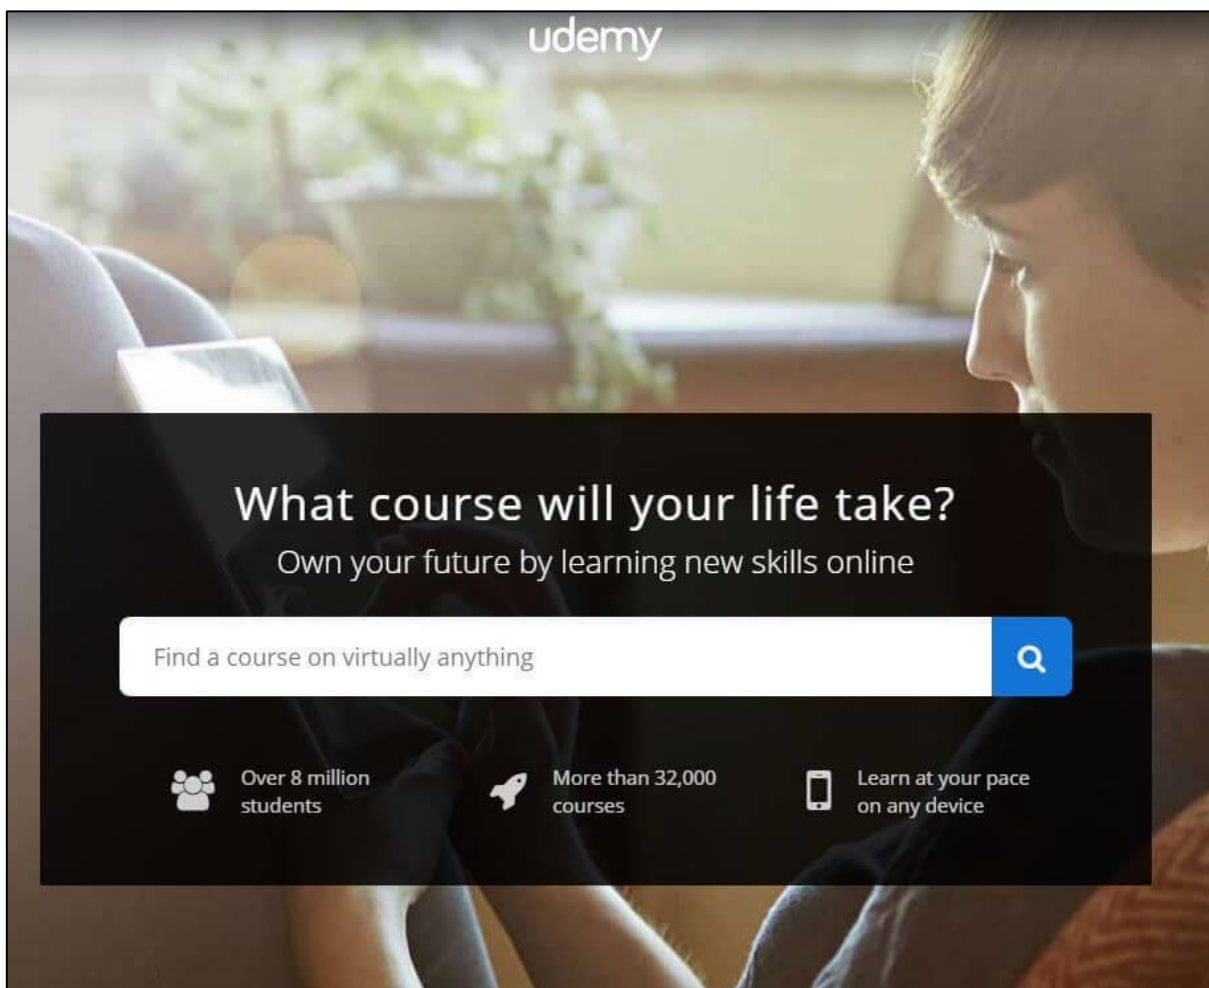 udemy
What course will your life take?
Own your future by learning new skills online
Find a course on virtually anything
Over 8 million
students
More than 32,000
courses
Learn at your pace
on any device